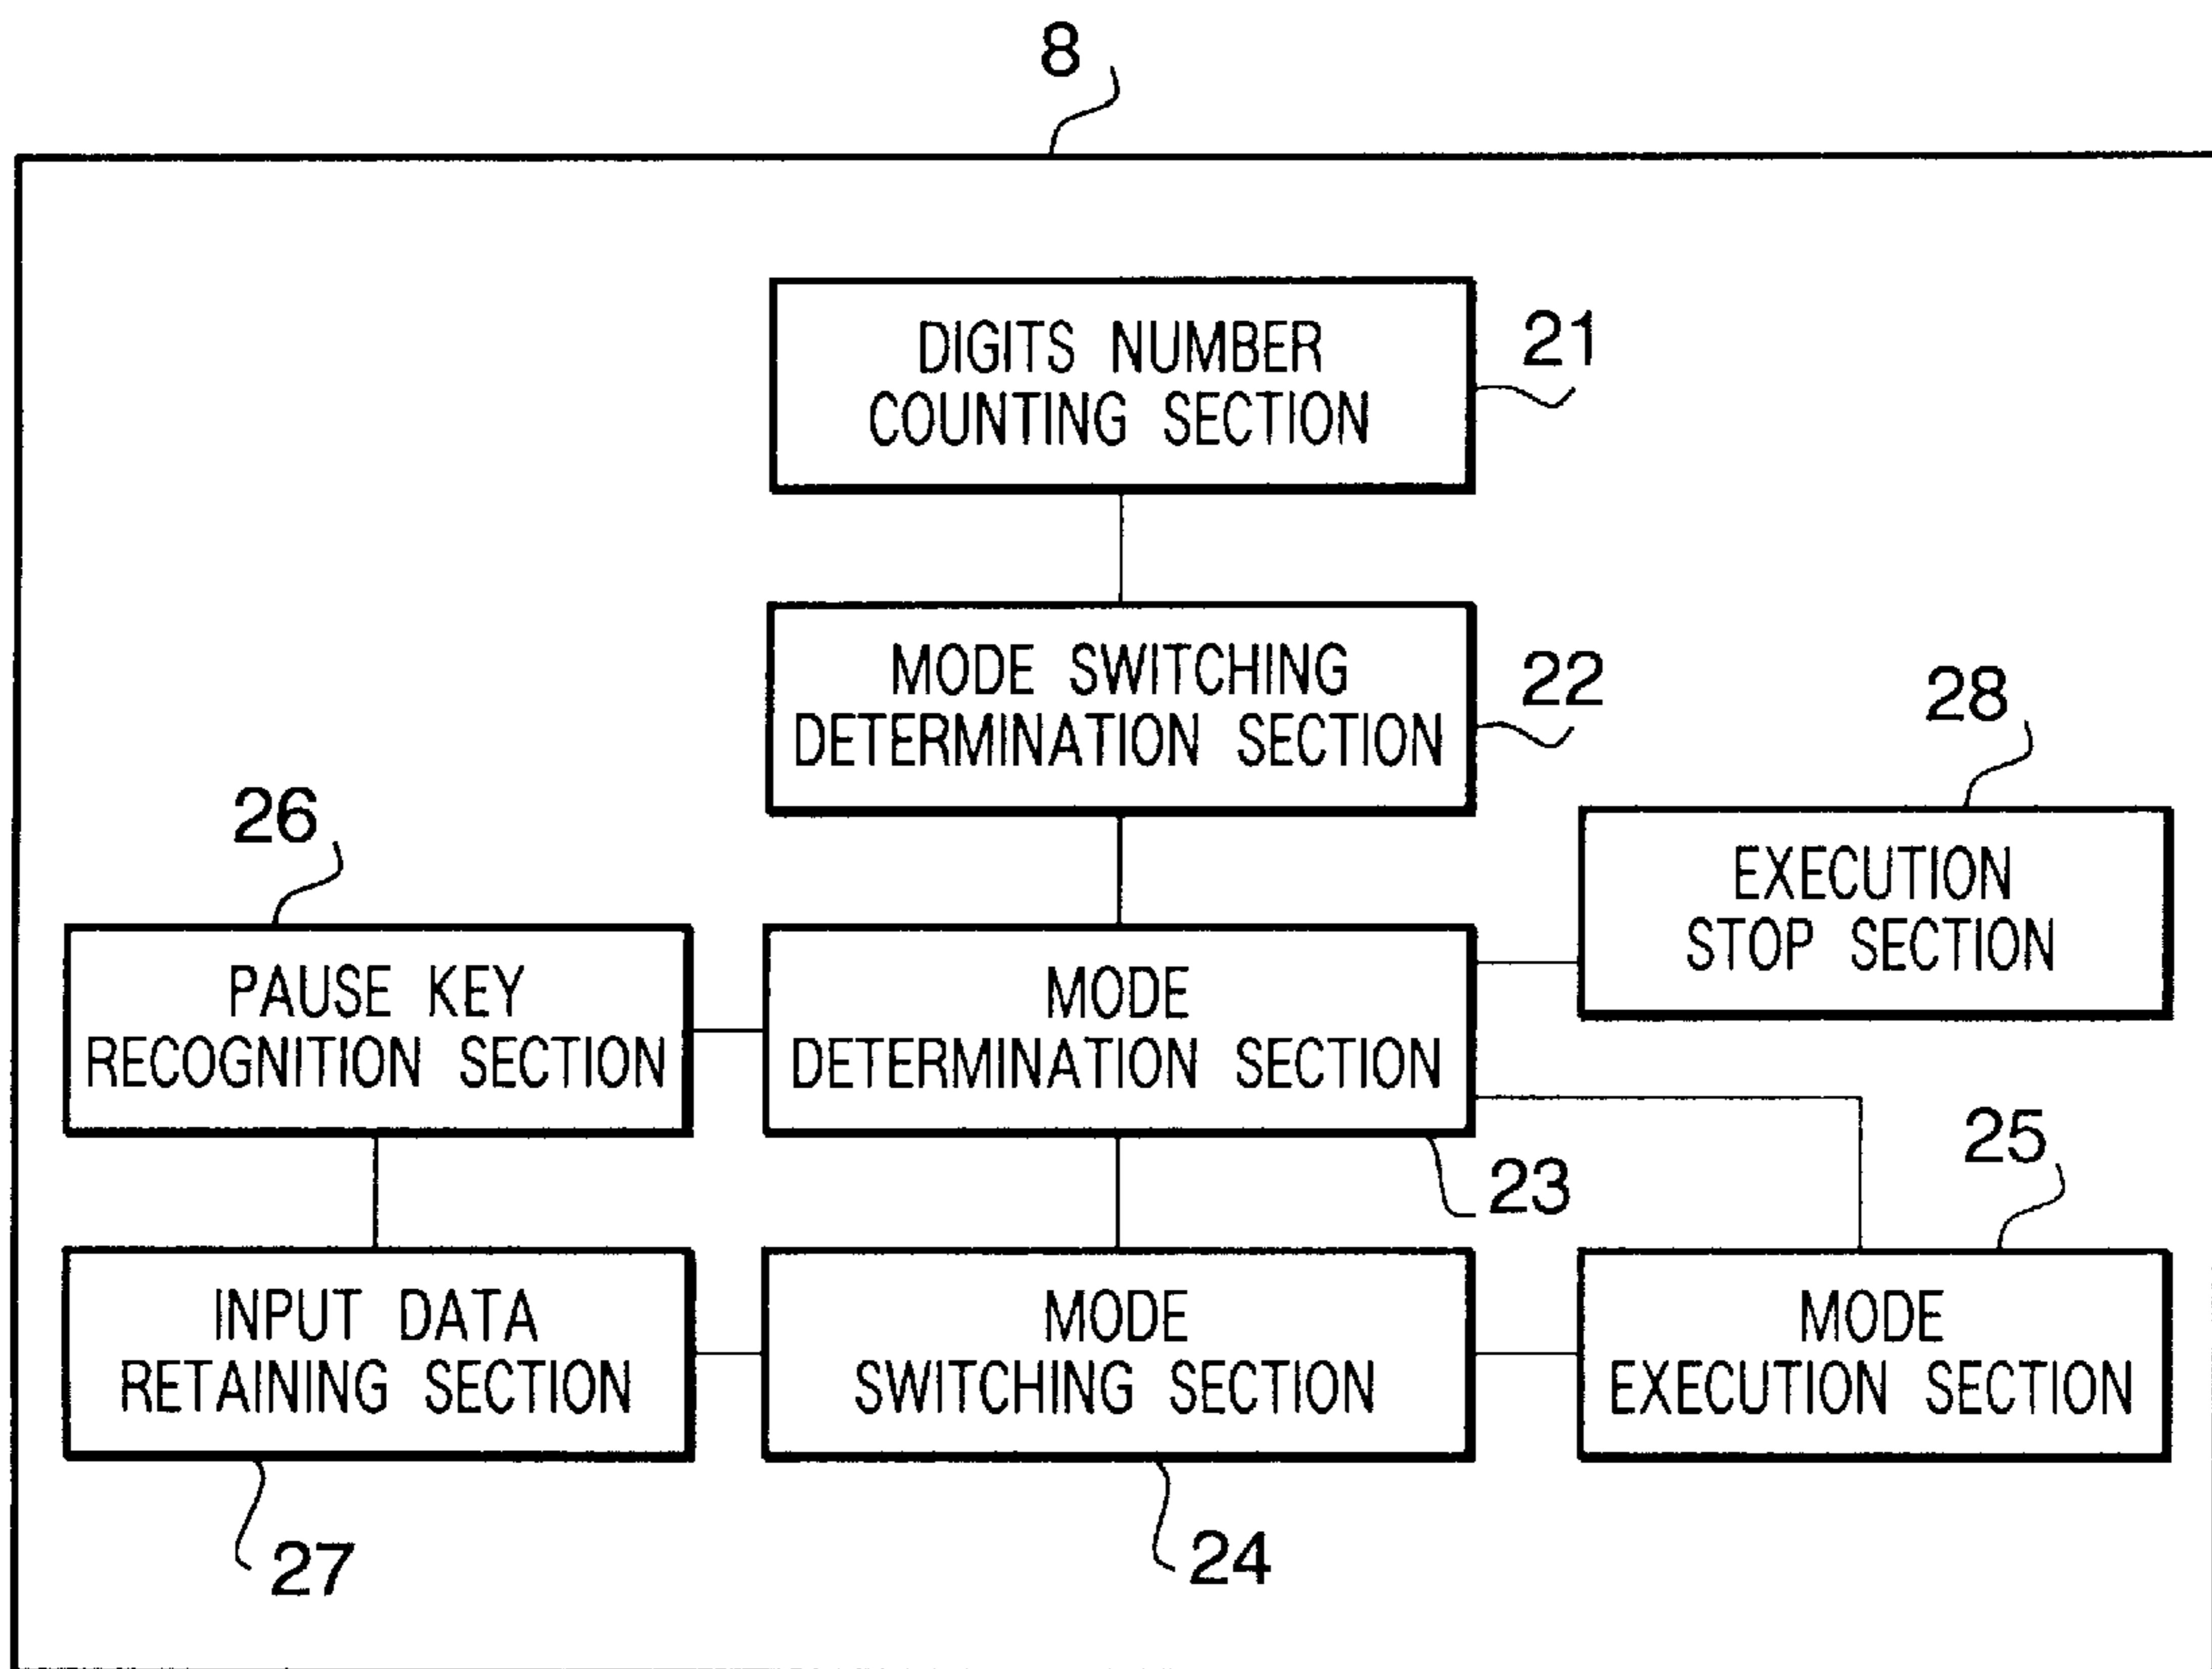 8
DIGITS NUMBER
COUNTING SECTION
21
MODE SWITCHING
DETERMINATION SECTION
22
28
EXECUTION
STOP SECTION
26
PAUSE KEY
RECOGNITION SECTION
MODE
DETERMINATION SECTION
23
25
INPUT DATA
RETAINING SECTION
27
MODE
SWITCHING SECTION
24
MODE
EXECUTION SECTION